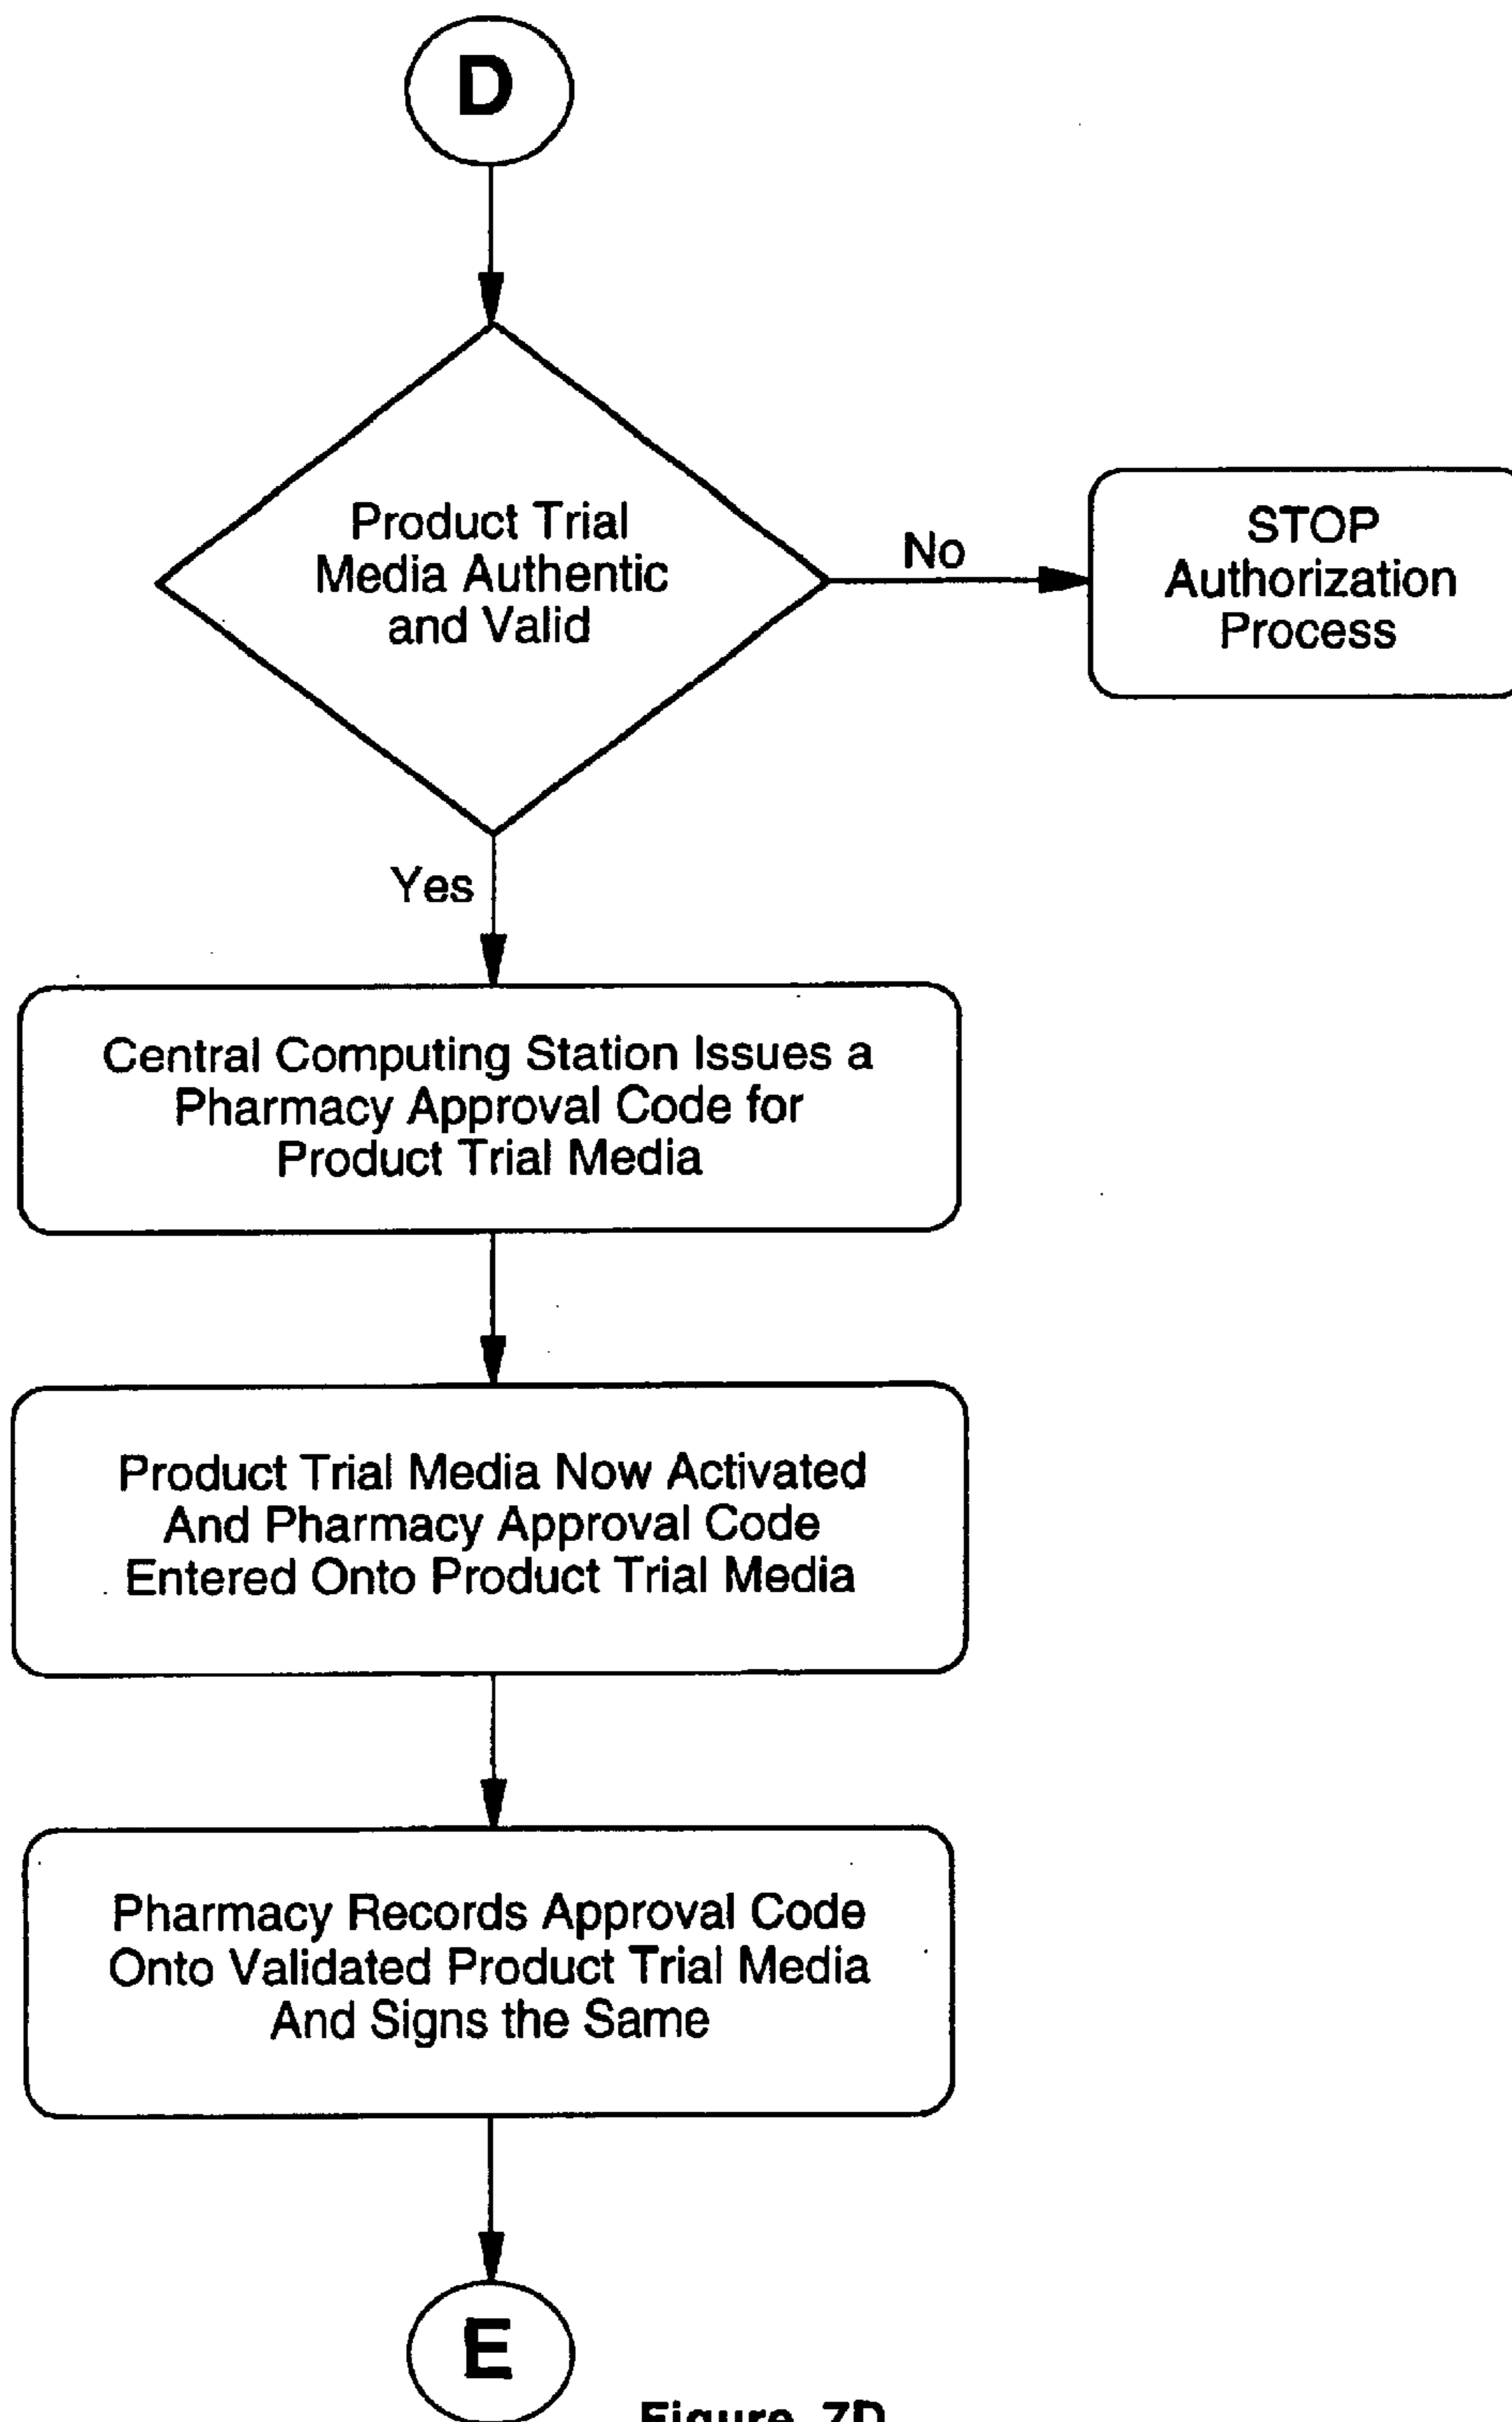 D
Product Trial
Media Authentic
and Valid
No
STOP
Authorization
Process
Yes
Central Computing Station Issues a
Pharmacy Approval Code for
Product Trial Media
Product Trial Media Now Activated
And Pharmacy Approval Code
Entered Onto Product Trial Media
Pharmacy Records Approval Code
Onto Validated Product Trial Media
And Signs the Same
E
Figure 7D